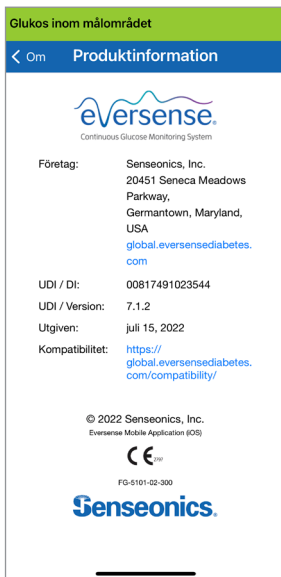 Glukos inom målområdet
Om Produktinformation
eversense.
Continuous Glucose Monitoring System
Företag: Senseonics, Inc.
20451 Seneca Meadows
Parkway,
Germantown, Maryland,
USA
global.eversensediabetes.
com
UDI / DI: 00817491023544
UDI / Version: 7.1.2
Utgiven: juli 15, 2022
Kompatibilitet: https://
global.eversensediabetes.
com/compatibility/
© 2022 Senseonics, Inc.
Eversense Mobile Application (iOS)
CE 2797
FG-5101-02-300
Senseonics.